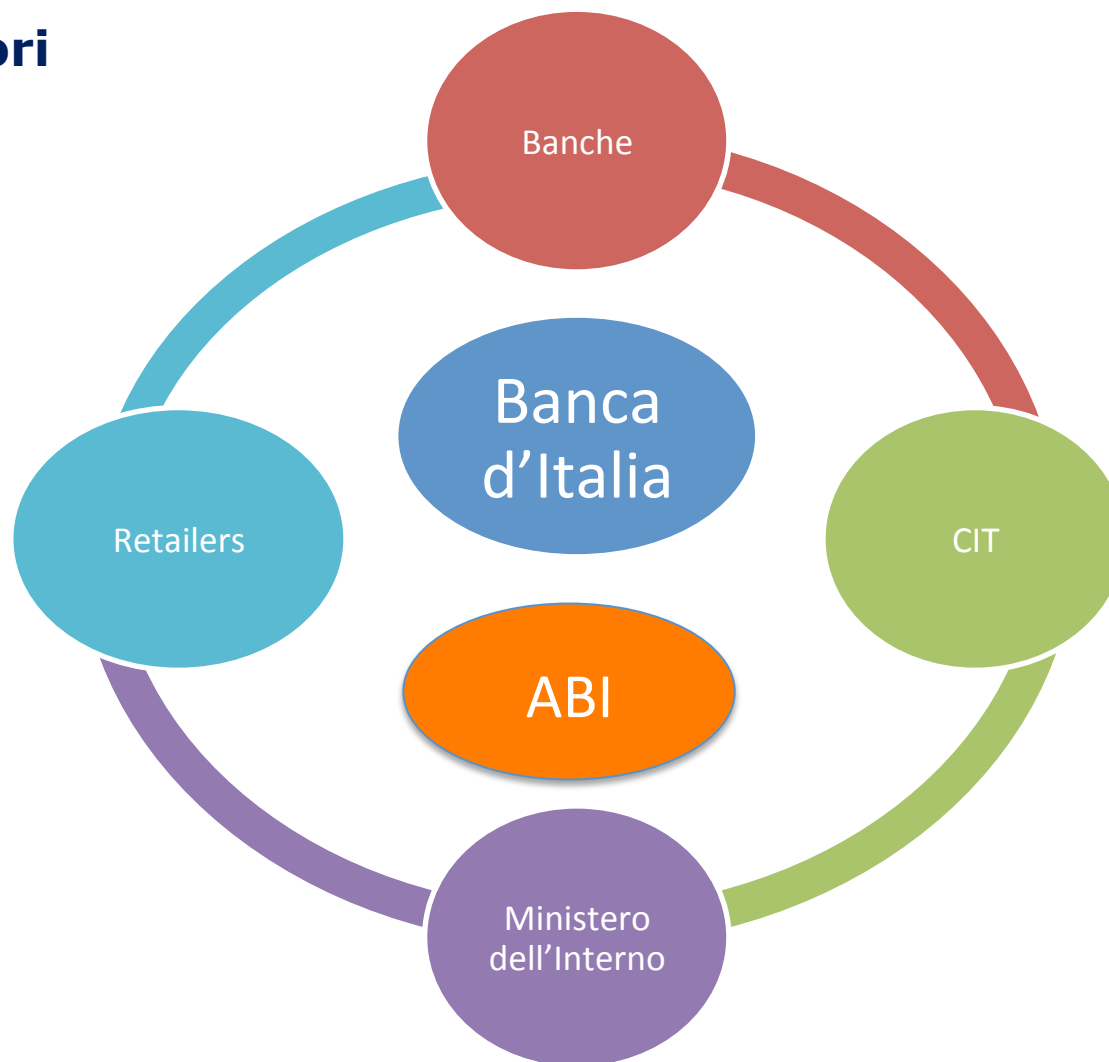 ori
Banche
Banca
d’Italia
Retailers
CIT
ABI
Ministero
dell’Interno